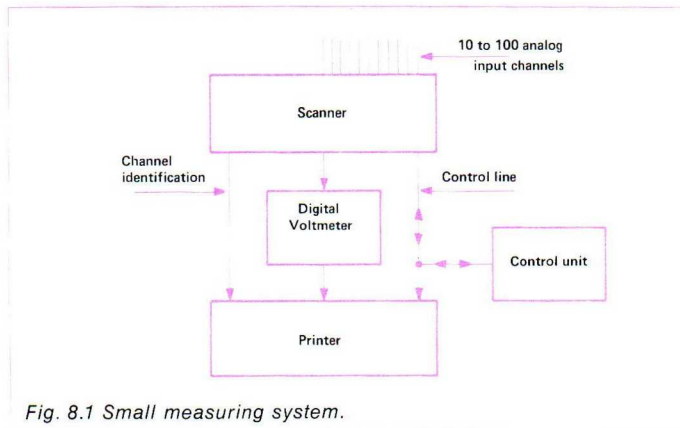 10 to 100 analog
input channels
Scanner
Channel
identification
Control line
Digital
Voltmeter
Control unit
Printer
Fig. 8.1 Small measuring system.